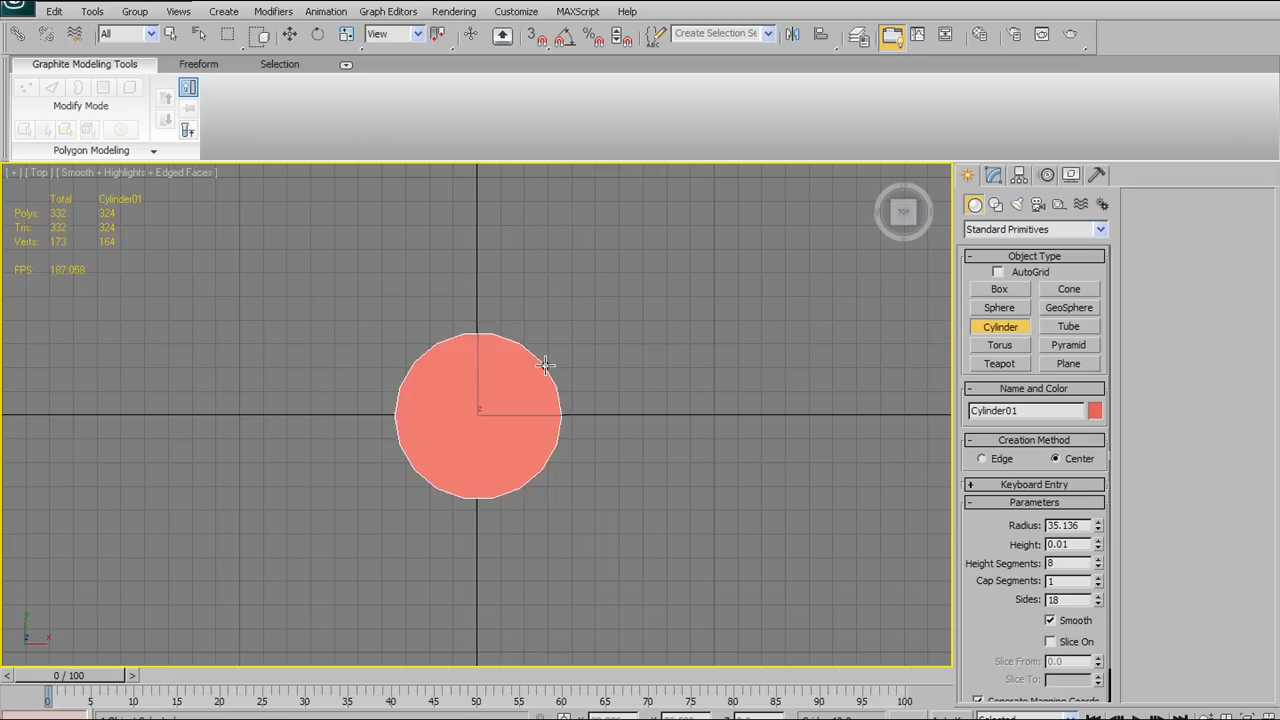 Edit Tools Group Views Create Modifiers Animation Graph Editors Rendering Customize MAXScript Help
All View Create Selection Se
Graphite Modeling Tools Freeform Selection
Modify Mode
Polygon Modeling
[ + ] [ Top ] [ Smooth + Highlights + Edged Faces ]
Total Cylinder01
Polys: 332 324
Tris: 332 324
Verts: 173 164
FPS: 187.058
TOP
Standard Primitives
- Object Type
AutoGrid
Box Cone
Sphere GeoSphere
Cylinder Tube
Torus Pyramid
Teapot Plane
- Name and Color
Cylinder01
- Creation Method
Edge Center
+ Keyboard Entry
- Parameters
Radius: 35.136
Height: 0.01
Height Segments: 8
Cap Segments: 1
Sides: 18
Smooth
Slice On
Slice From: 0.0
Slice To:
z
y
z x
< 0 / 100 >
0 5 10 15 20 25 30 35 40 45 50 55 60 65 70 75 80 85 90 95 100